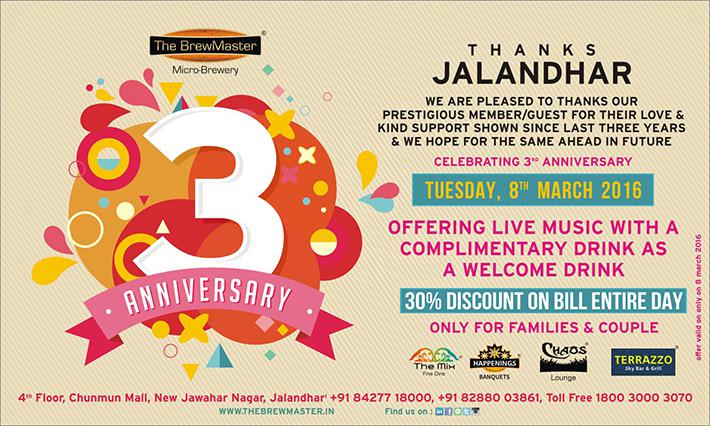 The BrewMaster®
Micro-Brewery
3
ANNIVERSARY
THANKS
JALANDHAR
WE ARE PLEASED TO THANKS OUR
PRESTIGIOUS MEMBER/GUEST FOR THEIR LOVE &
KIND SUPPORT SHOWN SINCE LAST THREE YEARS
& WE HOPE FOR THE SAME AHEAD IN FUTURE
CELEBRATING 3RD ANNIVERSARY
TUESDAY, 8TH MARCH 2016
OFFERING LIVE MUSIC WITH A
COMPLIMENTARY DRINK AS
A WELCOME DRINK
30% DISCOUNT ON BILL ENTIRE DAY
ONLY FOR FAMILIES & COUPLE
offer valid on only on 8 march 2016
The Mix
Fine Dine
HAPPENINGS
BANQUETS
CHAOS
Lounge
TERRAZZO
Sky Bar & Grill
4th Floor, Chunmun Mall, New Jawahar Nagar, Jalandhar +91 84277 18000, +91 82880 03861, Toll Free 1800 3000 3070
WWW.THEBREWMASTER.IN Find us on :